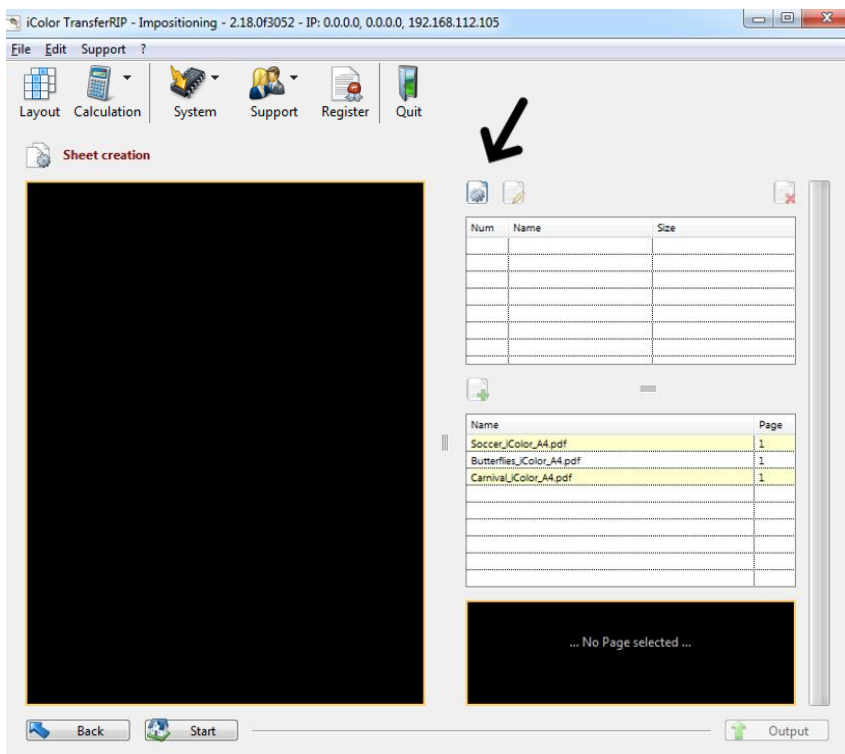 iColor TransferRIP - Impositioning - 2.18.0f3052 - IP: 0.0.0.0, 0.0.0.0, 192.168.112.105
File Edit Support ?
Layout Calculation System Support Register Quit
Sheet creation
Num Name Size
Name Page
Soccer_iColor_A4.pdf 1
Butterflies_iColor_A4.pdf 1
Carnival_iColor_A4.pdf 1
... No Page selected ...
Back Start Output